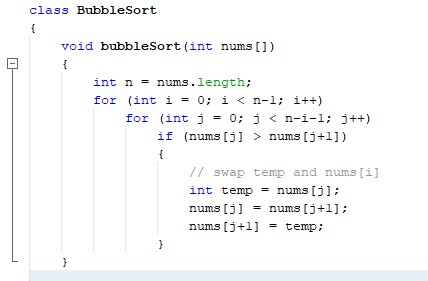 class BubbleSort
{
    void bubbleSort(int nums[])
    {
        int n = nums.length;
        for (int i = 0; i < n-1; i++)
            for (int j = 0; j < n-i-1; j++)
                if (nums[j] > nums[j+1])
                {
                    // swap temp and nums[i]
                    int temp = nums[j];
                    nums[j] = nums[j+1];
                    nums[j+1] = temp;
                }
    }